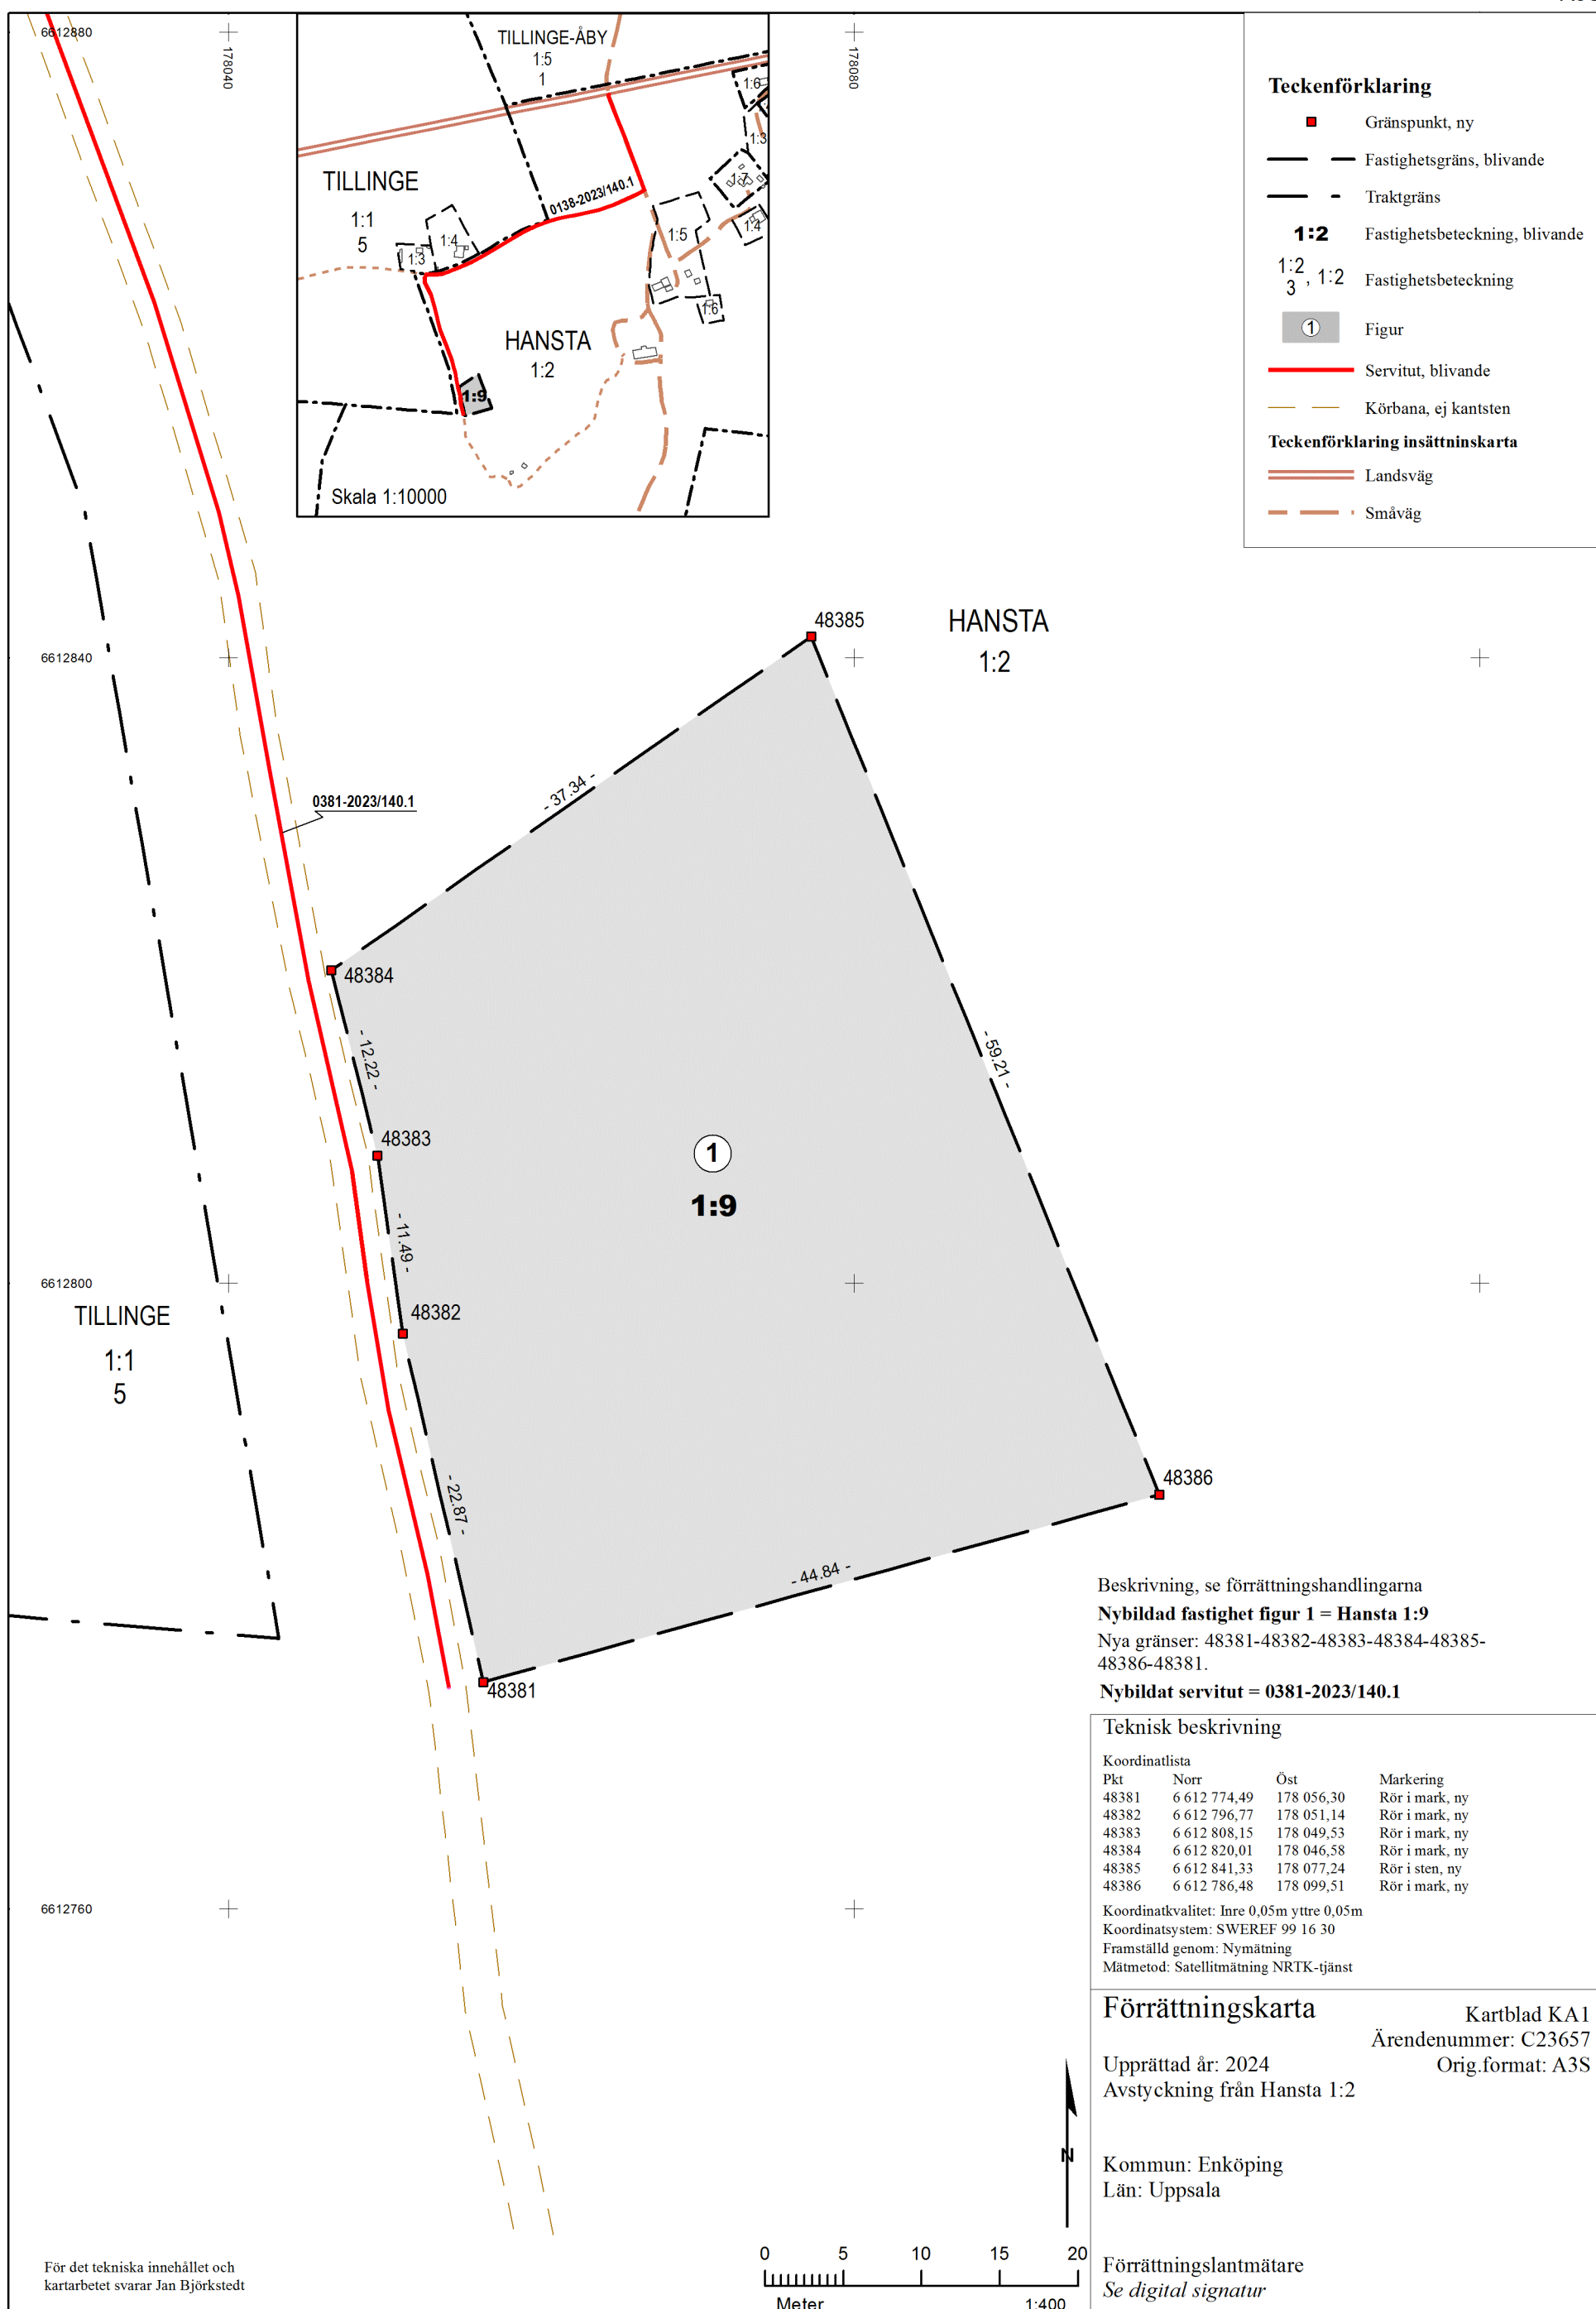 6612880
178040
178080
TILLINGE-ÅBY
1:5
1
1:6
1:3
1:7
1:4
TILLINGE
1:1
5
0138-2023/140.1
1:4
1:3
1:5
1:6
HANSTA
1:2
1:9
Skala 1:10000
Teckenförklaring
Gränspunkt, ny
Fastighetsgräns, blivande
Traktgräns
1:2 Fastighetsbeteckning, blivande
1:2
3 , 1:2 Fastighetsbeteckning
1 Figur
Servitut, blivande
Körbana, ej kantsten
Teckenförklaring insättninskarta
Landsväg
Småväg
48385
HANSTA
1:2
6612840
- 37.34 -
0381-2023/140.1
48384
- 12.22 -
- 59.21 -
48383
1
1:9
- 11.49 -
6612800
48382
TILLINGE
1:1
5
48386
- 22.87 -
- 44.84 -
48381
Beskrivning, se förrättningshandlingarna
Nybildad fastighet figur 1 = Hansta 1:9
Nya gränser: 48381-48382-48383-48384-48385-
48386-48381.
Nybildat servitut = 0381-2023/140.1
Teknisk beskrivning
Koordinatlista
Pkt Norr Öst Markering
48381 6 612 774,49 178 056,30 Rör i mark, ny
48382 6 612 796,77 178 051,14 Rör i mark, ny
48383 6 612 808,15 178 049,53 Rör i mark, ny
48384 6 612 820,01 178 046,58 Rör i mark, ny
48385 6 612 841,33 178 077,24 Rör i sten, ny
48386 6 612 786,48 178 099,51 Rör i mark, ny
Koordinatkvalitet: Inre 0,05m yttre 0,05m
Koordinatsystem: SWEREF 99 16 30
Framställd genom: Nymätning
Mätmetod: Satellitmätning NRTK-tjänst
6612760
Förrättningskarta
Kartblad KA1
Ärendenummer: C23657
Orig.format: A3S
Upprättad år: 2024
Avstyckning från Hansta 1:2
N
Kommun: Enköping
Län: Uppsala
Förrättningslantmätare
Se digital signatur
0 5 10 15 20
Meter 1:400
För det tekniska innehållet och
kartarbetet svarar Jan Björkstedt